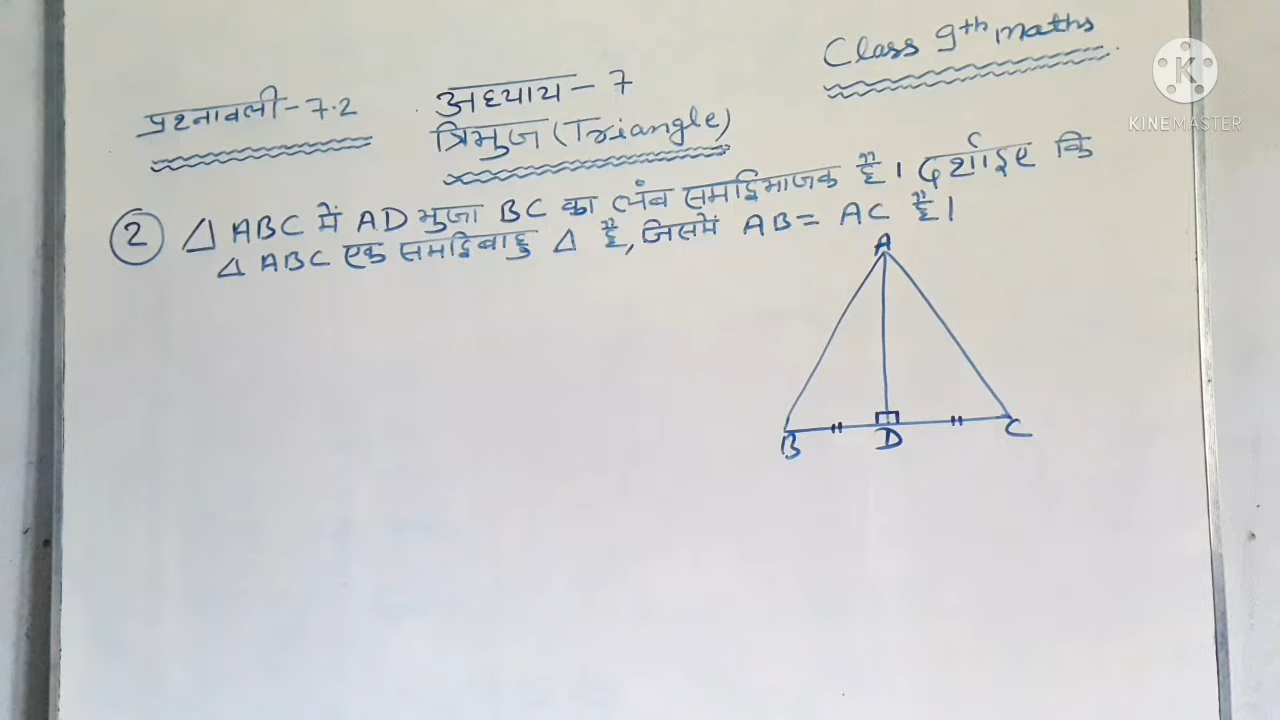 Class 9th maths
KINEMASTER
प्रश्नावली - 7.2
अध्याय - 7
त्रिभुज (Triangle)
2 △ ABC में AD भुजा BC का लंब समद्विभाजक है। दर्शाइए कि
△ ABC एक समद्विबाहु △ है, जिसमें AB = AC है।
A
B D C